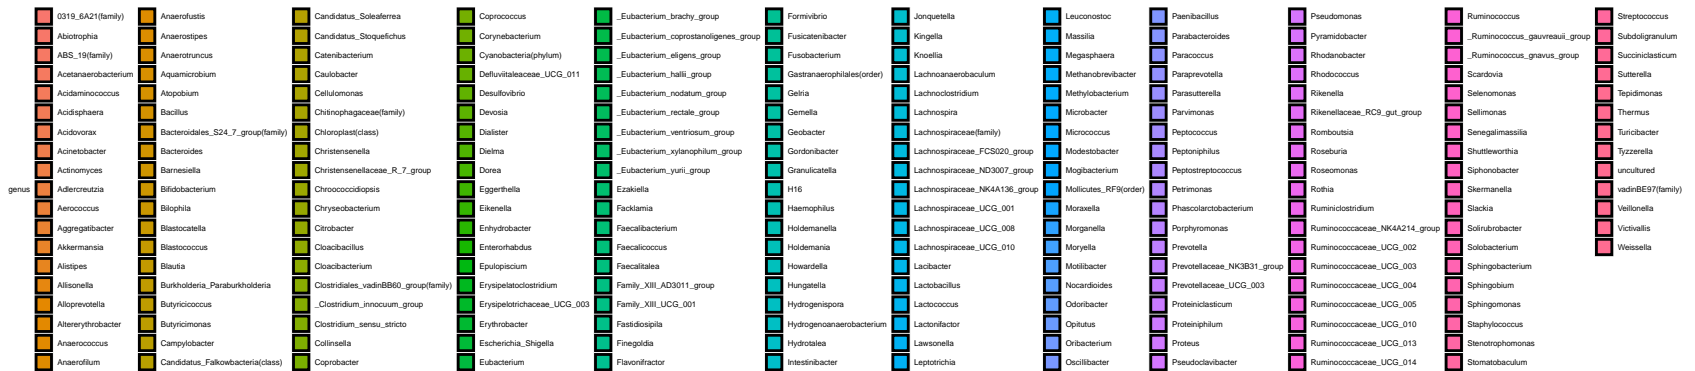 genus
0319_6A21(family)
Abiotrophia
ABS_19(family)
Acetanaerobacterium
Acidaminococcus
Acidisphaera
Acidovorax
Acinetobacter
Actinomyces
Adlercreutzia
Aerococcus
Aggregatibacter
Akkermansia
Alistipes
Allisonella
Alloprevotella
Altererythrobacter
Anaerococcus
Anaerofilum
Anaerofustis
Anaerostipes
Anaerotruncus
Aquamicrobium
Atopobium
Bacillus
Bacteroidales_S24_7_group(family)
Bacteroides
Barnesiella
Bifidobacterium
Bilophila
Blastocatella
Blastococcus
Blautia
Burkholderia_Paraburkholderia
Butyricicoccus
Butyricimonas
Campylobacter
Candidatus_Falkowbacteria(class)
Candidatus_Soleaferrea
Candidatus_Stoquefichus
Catenibacterium
Caulobacter
Cellulomonas
Chitinophagaceae(family)
Chloroplast(class)
Christensenella
Christensenellaceae_R_7_group
Chroococcidiopsis
Chryseobacterium
Citrobacter
Cloacibacillus
Cloacibacterium
Clostridiales_vadinBB60_group(family)
_Clostridium_innocuum_group
Clostridium_sensu_stricto
Collinsella
Coprobacter
Coprococcus
Corynebacterium
Cyanobacteria(phylum)
Defluviitaleaceae_UCG_011
Desulfovibrio
Devosia
Dialister
Dielma
Dorea
Eggerthella
Eikenella
Enhydrobacter
Enterorhabdus
Epulopiscium
Erysipelatoclostridium
Erysipelotrichaceae_UCG_003
Erythrobacter
Escherichia_Shigella
Eubacterium
_Eubacterium_brachy_group
_Eubacterium_coprostanoligenes_group
_Eubacterium_eligens_group
_Eubacterium_hallii_group
_Eubacterium_nodatum_group
_Eubacterium_rectale_group
_Eubacterium_ventriosum_group
_Eubacterium_xylanophilum_group
_Eubacterium_yurii_group
Ezakiella
Facklamia
Faecalibacterium
Faecalicoccus
Faecalitalea
Family_XIII_AD3011_group
Family_XIII_UCG_001
Fastidiosipila
Finegoldia
Flavonifractor
Formivibrio
Fusicatenibacter
Fusobacterium
Gastranaerophilales(order)
Gelria
Gemella
Geobacter
Gordonibacter
Granulicatella
H16
Haemophilus
Holdemanella
Holdemania
Howardella
Hungatella
Hydrogenispora
Hydrogenoanaerobacterium
Hydrotalea
Intestinibacter
Jonquetella
Kingella
Knoellia
Lachnoanaerobaculum
Lachnoclostridium
Lachnospira
Lachnospiraceae(family)
Lachnospiraceae_FCS020_group
Lachnospiraceae_ND3007_group
Lachnospiraceae_NK4A136_group
Lachnospiraceae_UCG_001
Lachnospiraceae_UCG_008
Lachnospiraceae_UCG_010
Lacibacter
Lactobacillus
Lactococcus
Lactonifactor
Lawsonella
Leptotrichia
Leuconostoc
Massilia
Megasphaera
Methanobrevibacter
Methylobacterium
Microbacter
Micrococcus
Modestobacter
Mogibacterium
Mollicutes_RF9(order)
Moraxella
Morganella
Moryella
Motilibacter
Nocardioides
Odoribacter
Opitutus
Oribacterium
Oscillibacter
Paenibacillus
Parabacteroides
Paracoccus
Paraprevotella
Parasutterella
Parvimonas
Peptococcus
Peptoniphilus
Peptostreptococcus
Petrimonas
Phascolarctobacterium
Porphyromonas
Prevotella
Prevotellaceae_NK3B31_group
Prevotellaceae_UCG_003
Proteiniclasticum
Proteiniphilum
Proteus
Pseudoclavibacter
Pseudomonas
Pyramidobacter
Rhodanobacter
Rhodococcus
Rikenella
Rikenellaceae_RC9_gut_group
Romboutsia
Roseburia
Roseomonas
Rothia
Ruminiclostridium
Ruminococcaceae_NK4A214_group
Ruminococcaceae_UCG_002
Ruminococcaceae_UCG_003
Ruminococcaceae_UCG_004
Ruminococcaceae_UCG_005
Ruminococcaceae_UCG_010
Ruminococcaceae_UCG_013
Ruminococcaceae_UCG_014
Ruminococcus
_Ruminococcus_gauvreauii_group
_Ruminococcus_gnavus_group
Scardovia
Selenomonas
Sellimonas
Senegalimassilia
Shuttleworthia
Siphonobacter
Skermanella
Slackia
Solirubrobacter
Solobacterium
Sphingobacterium
Sphingobium
Sphingomonas
Staphylococcus
Stenotrophomonas
Stomatobaculum
Streptococcus
Subdoligranulum
Succiniclasticum
Sutterella
Tepidimonas
Thermus
Turicibacter
Tyzzerella
uncultured
vadinBE97(family)
Veillonella
Victivallis
Weissella